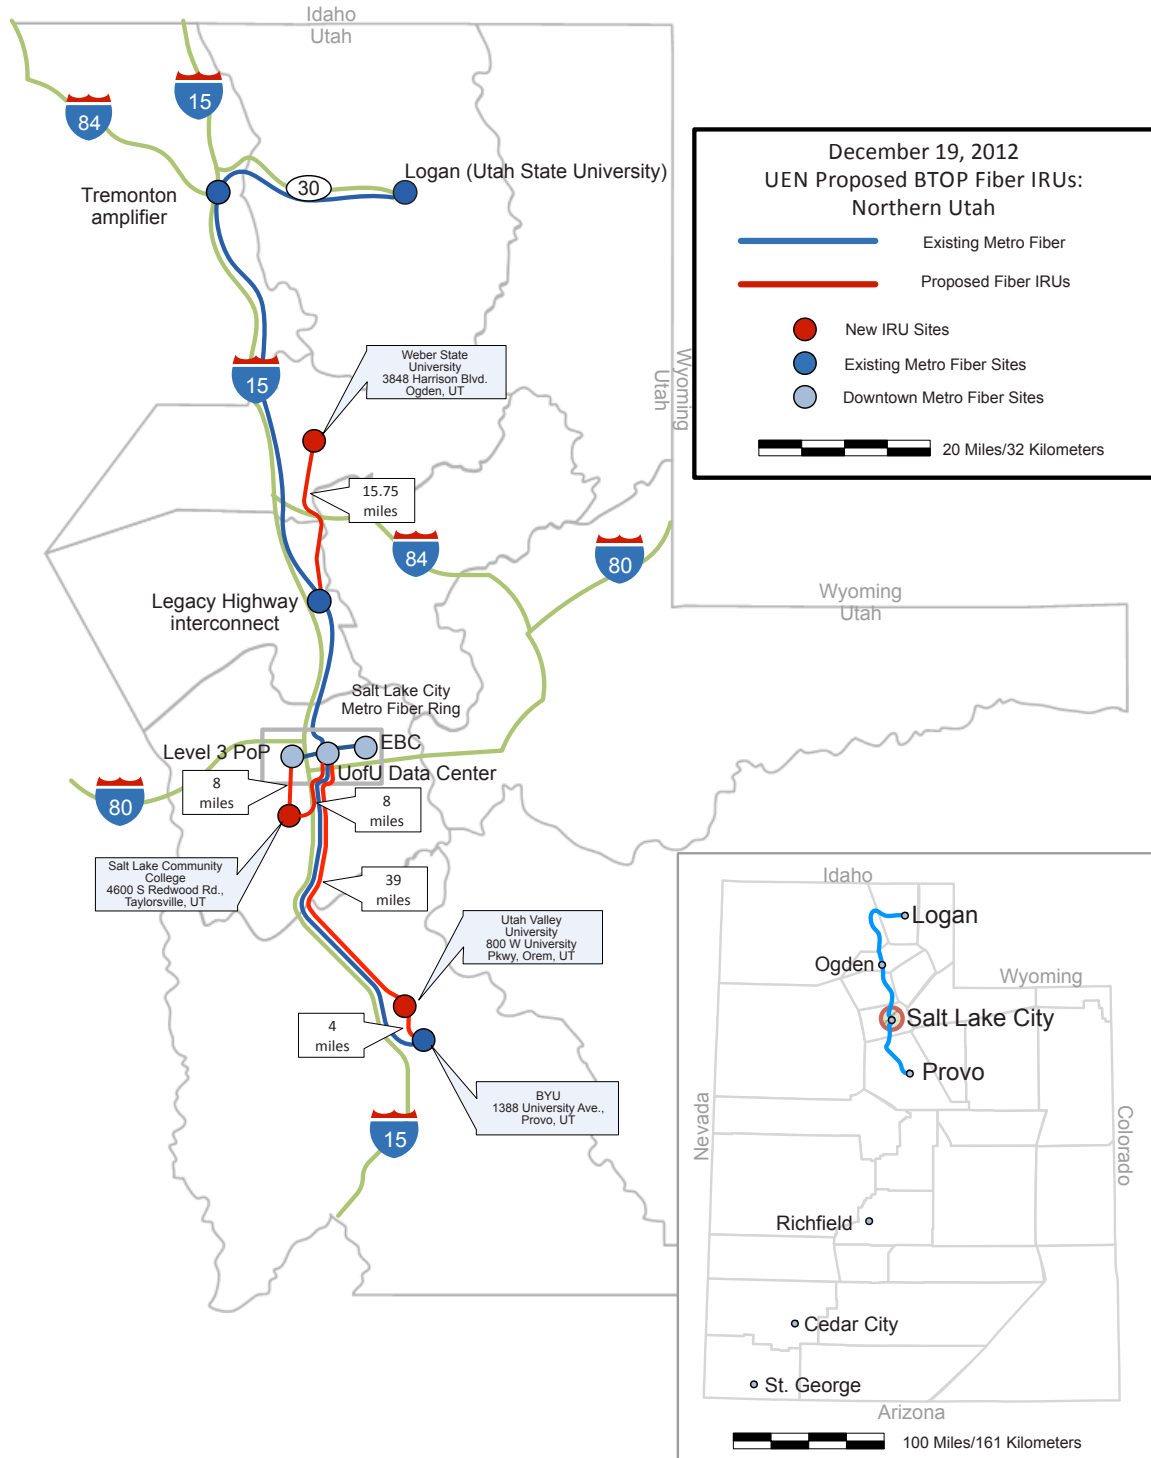 Idaho
Utah
15
84
Tremonton
amplifier
30
Logan (Utah State University)
December 19, 2012
UEN Proposed BTOP Fiber IRUs:
Northern Utah
Existing Metro Fiber
Proposed Fiber IRUs
New IRU Sites
Existing Metro Fiber Sites
Downtown Metro Fiber Sites
20 Miles/32 Kilometers
Wyoming
Utah
15
Weber State
University
3848 Harrison Blvd.
Ogden, UT
15.75
miles
84
80
Wyoming
Utah
Legacy Highway
interconnect
Salt Lake City
Metro Fiber Ring
Level 3 PoP
EBC
UofU Data Center
80
8
miles
8
miles
Salt Lake Community
College
4600 S Redwood Rd.,
Taylorsville, UT
39
miles
Utah Valley
University
800 W University
Pkwy, Orem, UT
4
miles
BYU
1388 University Ave.,
Provo, UT
15
Idaho
Logan
Ogden
Wyoming
Salt Lake City
Provo
Nevada
Colorado
Richfield
Cedar City
St. George
Arizona
100 Miles/161 Kilometers